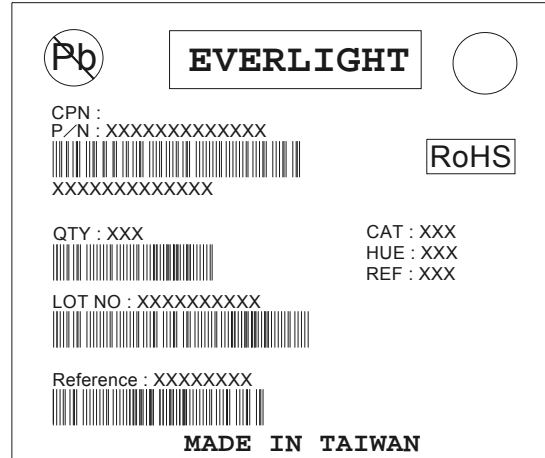 Pb
EVERLIGHT
CPN :
P/N : XXXXXXXXXXXXX
RoHS
XXXXXXXXXXXXX
QTY : XXX
CAT : XXX
HUE : XXX
REF : XXX
LOT NO : XXXXXXXXXX
Reference : XXXXXXXX
MADE IN TAIWAN